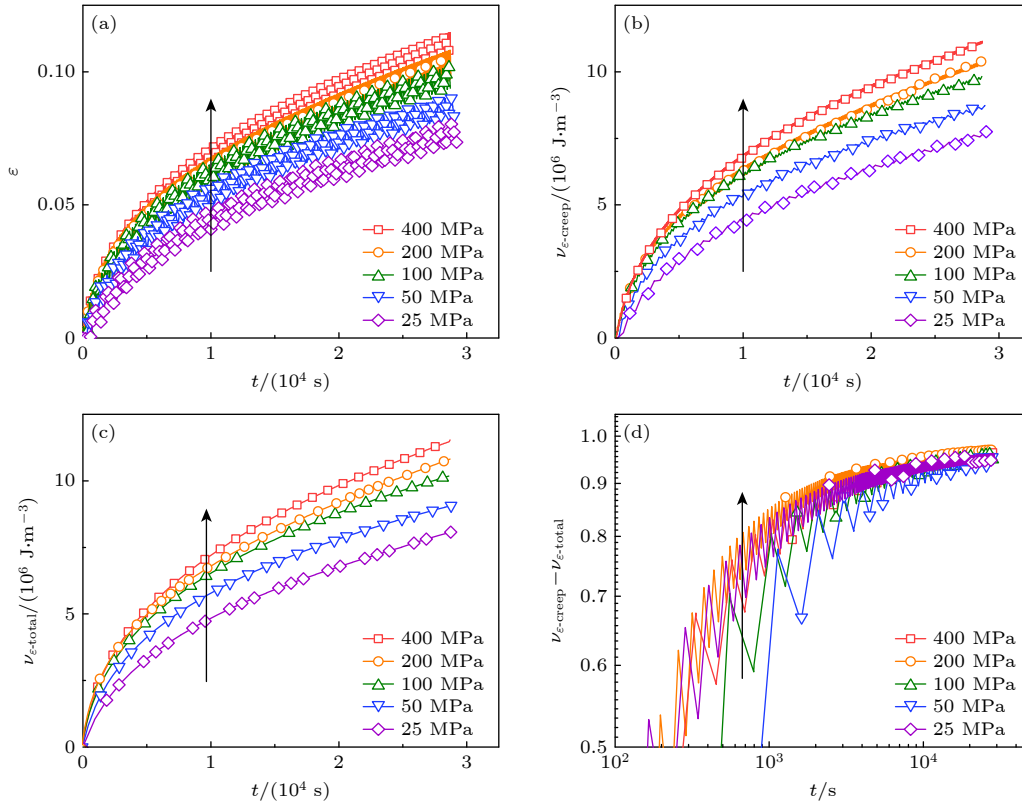 (a)
0.10
0.05
0
ε
0 1 2 3
t/(10⁴ s)
400 MPa
200 MPa
100 MPa
50 MPa
25 MPa
(b)
10
5
0
νε-creep/(10⁶ J·m⁻³)
0 1 2 3
t/(10⁴ s)
400 MPa
200 MPa
100 MPa
50 MPa
25 MPa
(c)
10
5
0
νε-total/(10⁶ J·m⁻³)
0 1 2 3
t/(10⁴ s)
400 MPa
200 MPa
100 MPa
50 MPa
25 MPa
(d)
1.0
0.9
0.8
0.7
0.6
0.5
νε-creep−νε-total
10² 10³ 10⁴
t/s
400 MPa
200 MPa
100 MPa
50 MPa
25 MPa